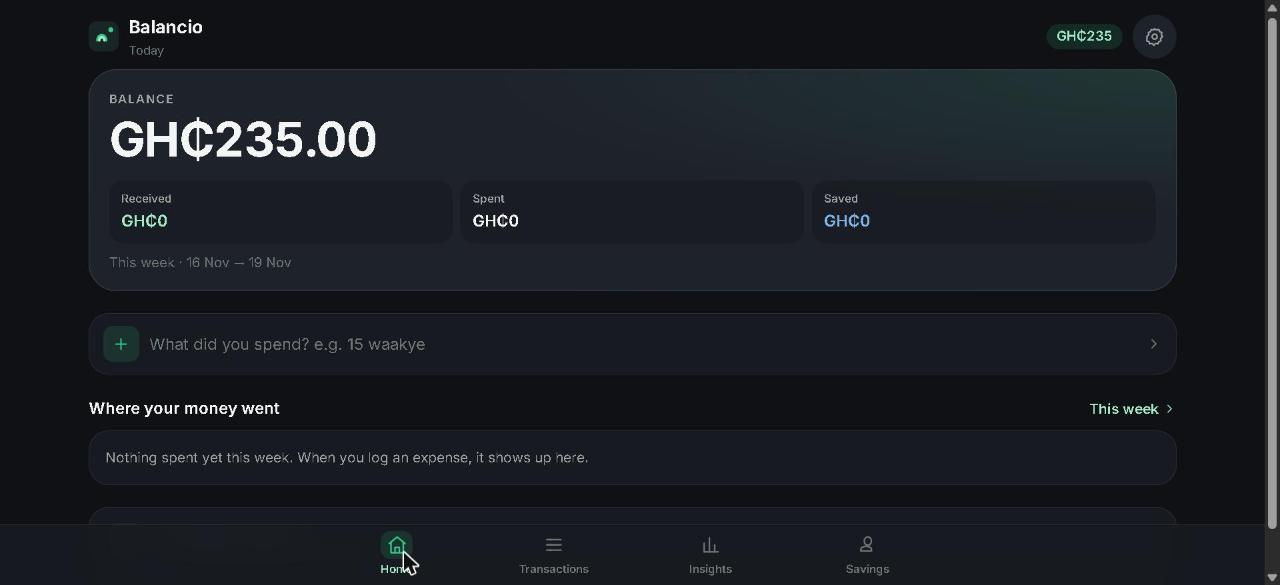 Balancio
Today
GH₵235
BALANCE
GH₵235.00
Received
GH₵0
Spent
GH₵0
Saved
GH₵0
This week · 16 Nov — 19 Nov
What did you spend? e.g. 15 waakye
Where your money went
This week
Nothing spent yet this week. When you log an expense, it shows up here.
Home
Transactions
Insights
Savings